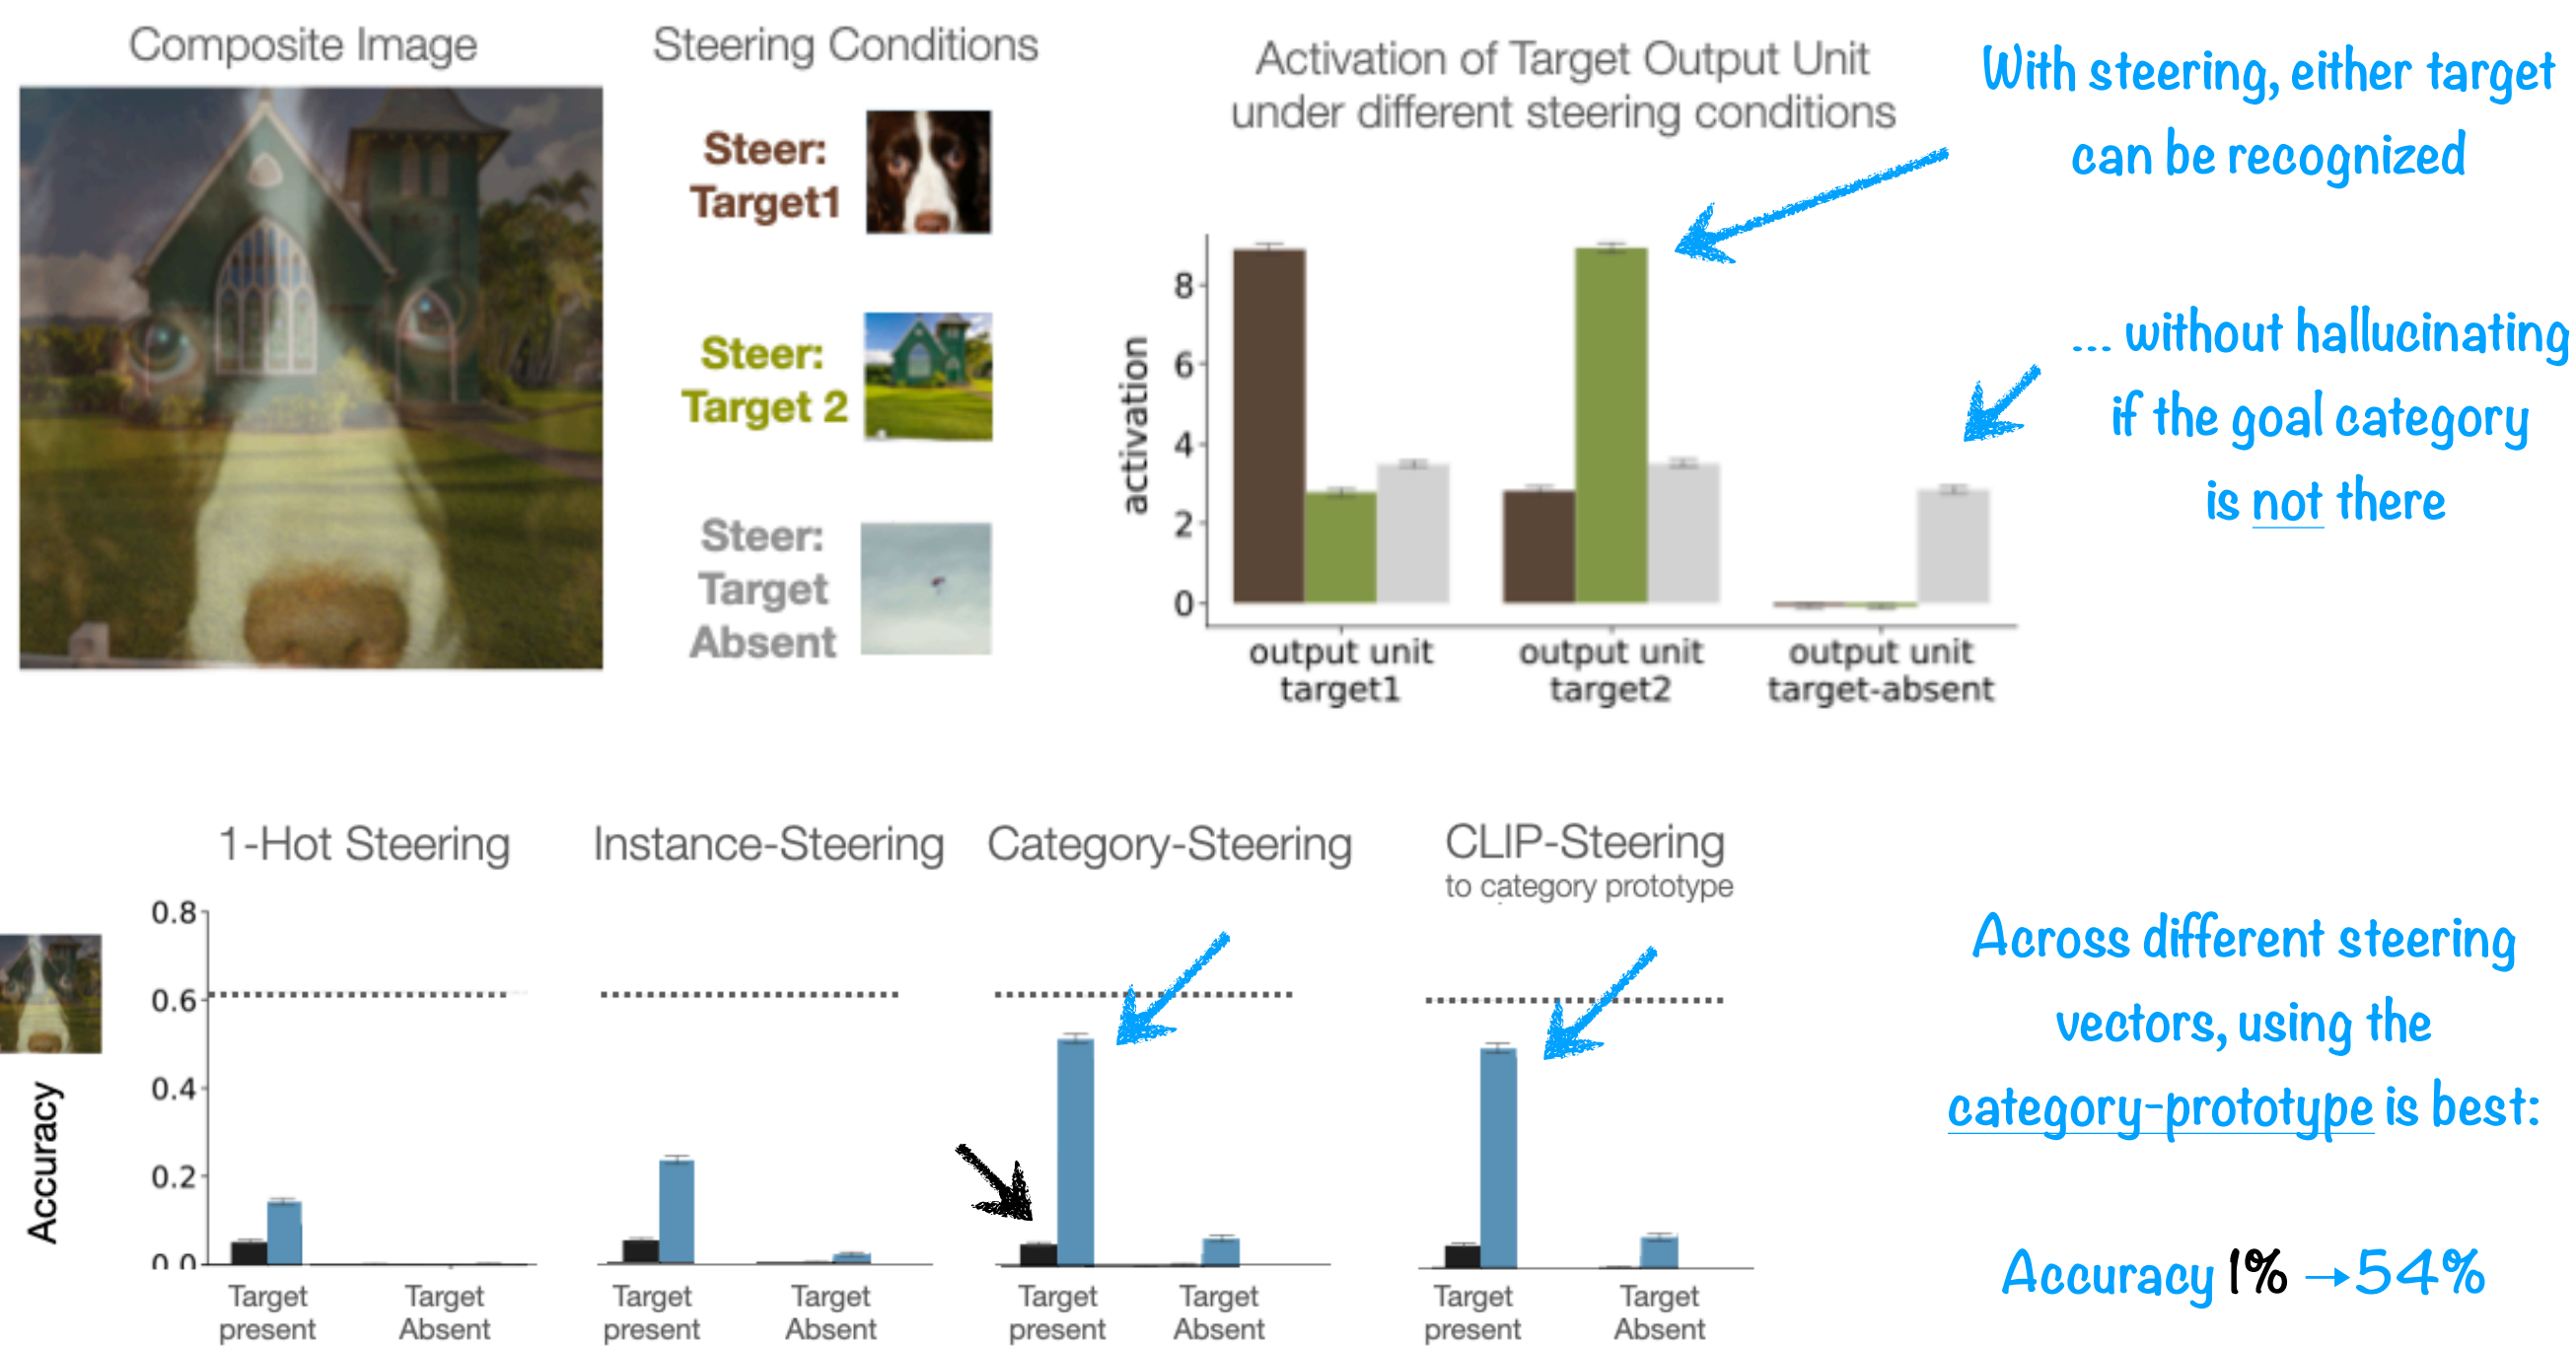 Composite Image
Steering Conditions
Steer:
Target1
Steer:
Target 2
Steer:
Target
Absent
Activation of Target Output Unit
under different steering conditions
activation
8
6
4
2
0
output unit
target1
output unit
target2
output unit
target-absent
With steering, either target
can be recognized
... without hallucinating
if the goal category
is not there
1-Hot Steering
Instance-Steering
Category-Steering
CLIP-Steering
to category prototype
Accuracy
0.8
0.6
0.4
0.2
0.0
Target
present
Target
Absent
Target
present
Target
Absent
Target
present
Target
Absent
Target
present
Target
Absent
Across different steering
vectors, using the
category-prototype is best:
Accuracy 1% → 54%